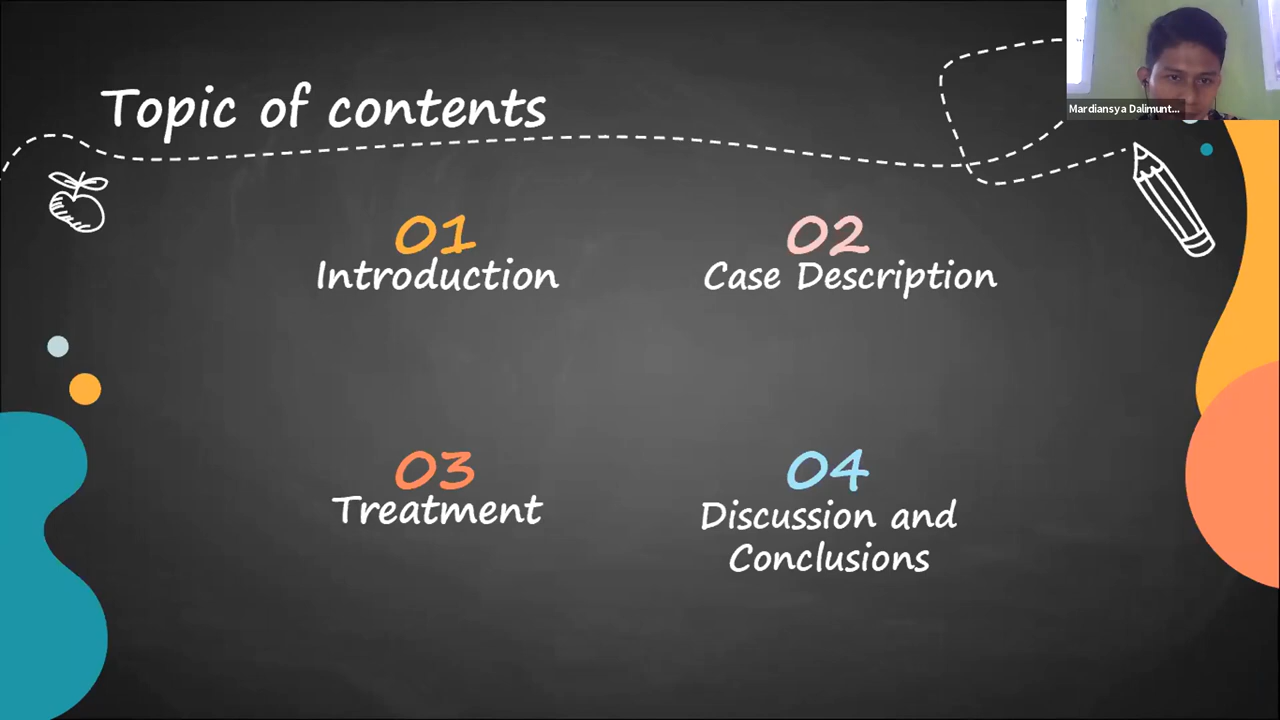 Topic of contents
Mardiansya Dalimunt...
01
Introduction
02
Case Description
03
Treatment
04
Discussion and
Conclusions